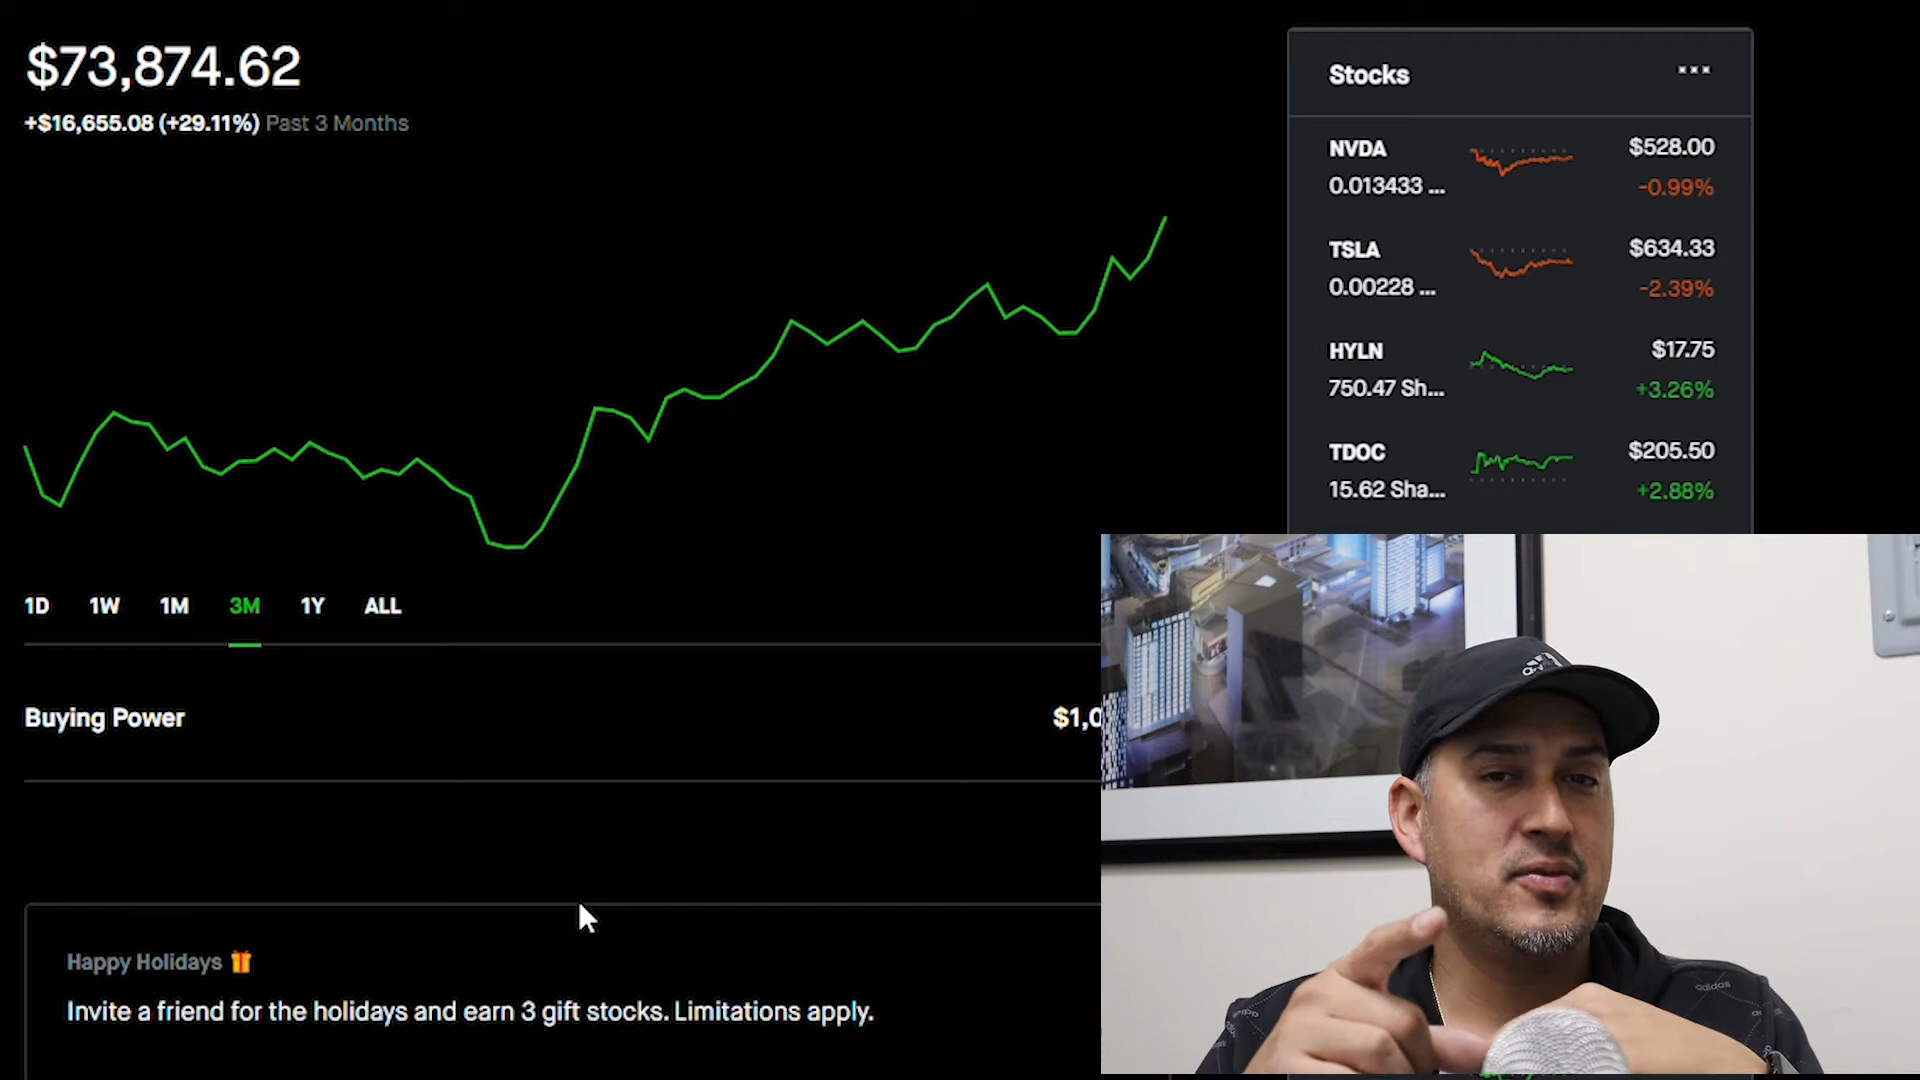 $73,874.62
+$16,655.08 (+29.11%) Past 3 Months
1D 1W 1M 3M 1Y ALL
Buying Power $1,0
Happy Holidays
Invite a friend for the holidays and earn 3 gift stocks. Limitations apply.
Stocks
NVDA $528.00
0.013433 ... -0.99%
TSLA $634.33
0.00228 ... -2.39%
HYLN $17.75
750.47 Sh... +3.26%
TDOC $205.50
15.62 Sha... +2.88%
adidas